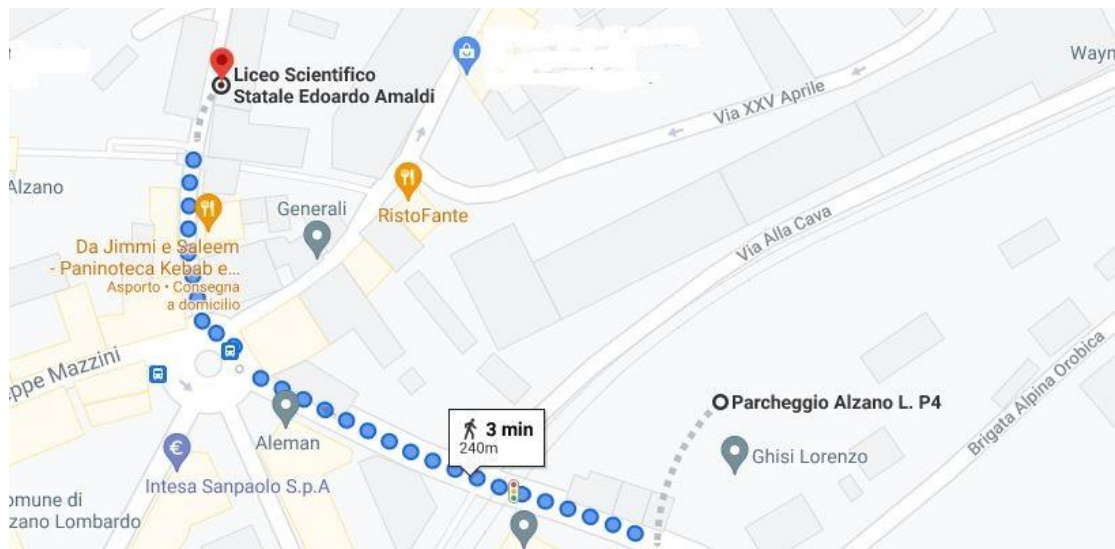 Liceo Scientifico
Statale Edoardo Amaldi
Wayn
Via XXV Aprile
Alzano
Generali
RistoFante
Da Jimmi e Saleem
- Paninoteca Kebab e...
Asporto • Consegna
a domicilio
Via Alla Cava
eppe Mazzini
Parcheggio Alzano L. P4
Brigata Alpina Orobica
3 min
240m
Aleman
Ghisi Lorenzo
€
Intesa Sanpaolo S.p.A
omune di
zano Lombardo